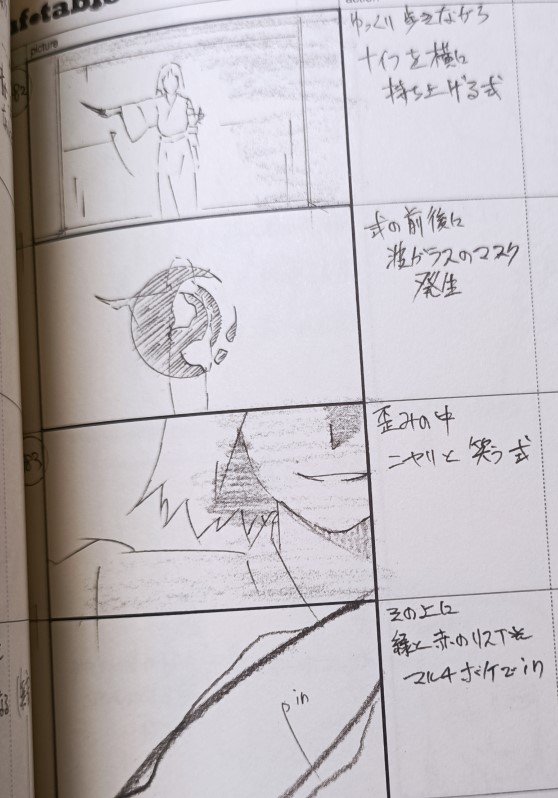 picture
ゆっくり歩きながら
ナイフを横に
持ち上げる式
式の前後に
波ガラスのマスク
発生
歪みの中
ニヤリと笑う式
その上に
緑と赤のリスト光
マルチボケでin
in